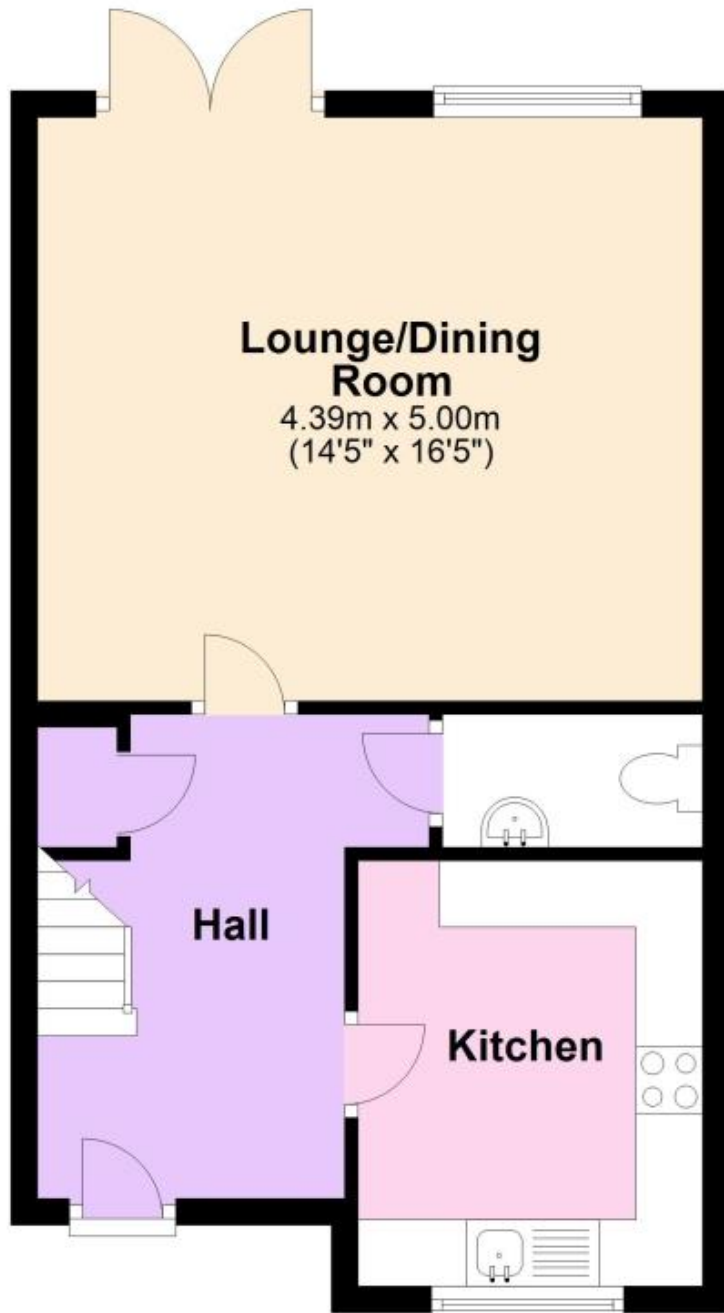 Lounge/Dining
Room
4.39m x 5.00m
(14'5" x 16'5")
Hall
Kitchen